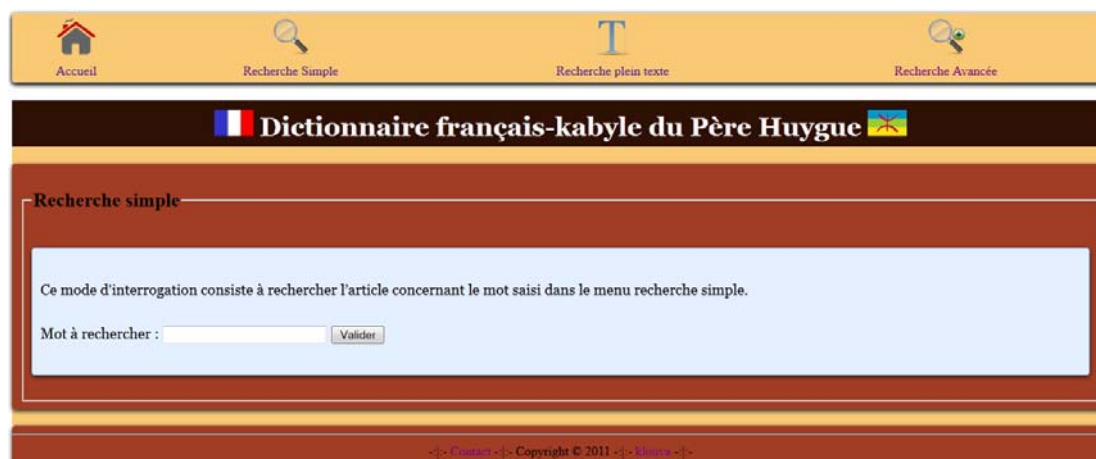 Accueil Recherche Simple Recherche plein texte Recherche Avancée
Dictionnaire français-kabyle du Père Huygue
Recherche simple
Ce mode d'interrogation consiste à rechercher l'article concernant le mot saisi dans le menu recherche simple.
Mot à rechercher : Valider
-:|:- Contact -:|:- Copyright © 2011 -:|:- -:|:-